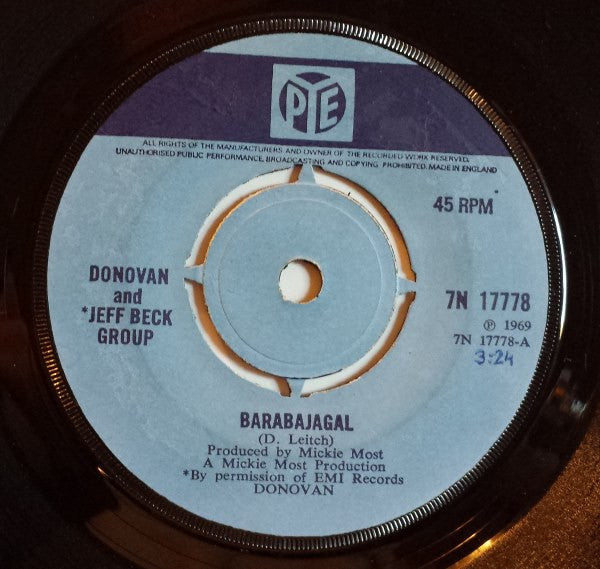 PYE
ALL RIGHTS OF THE MANUFACTURERS AND OWNER OF THE RECORDED WORK RESERVED.
UNAUTHORISED PUBLIC PERFORMANCE, BROADCASTING AND COPYING PROHIBITED. MADE IN ENGLAND
45 RPM
DONOVAN
and
*JEFF BECK
GROUP
7N 17778
℗ 1969
7N 17778-A
3:24
BARABAJAGAL
(D. Leitch)
Produced by Mickie Most
A Mickie Most Production
*By permission of EMI Records
DONOVAN